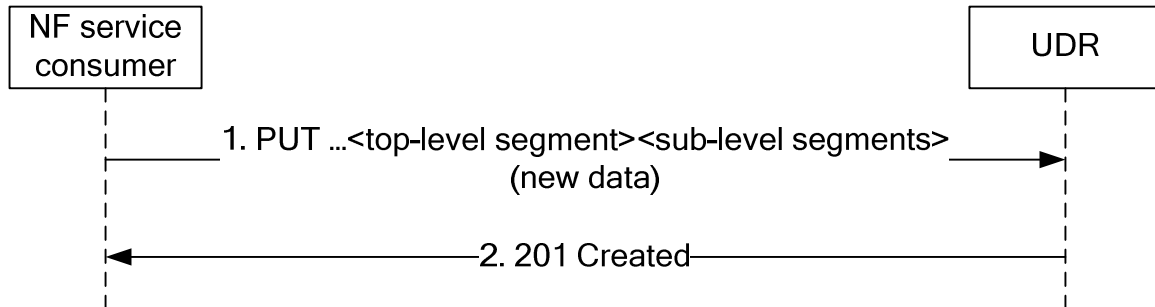 NF service
consumer
UDR
1. PUT ...<top-level segment><sub-level segments>
(new data)
2. 201 Created